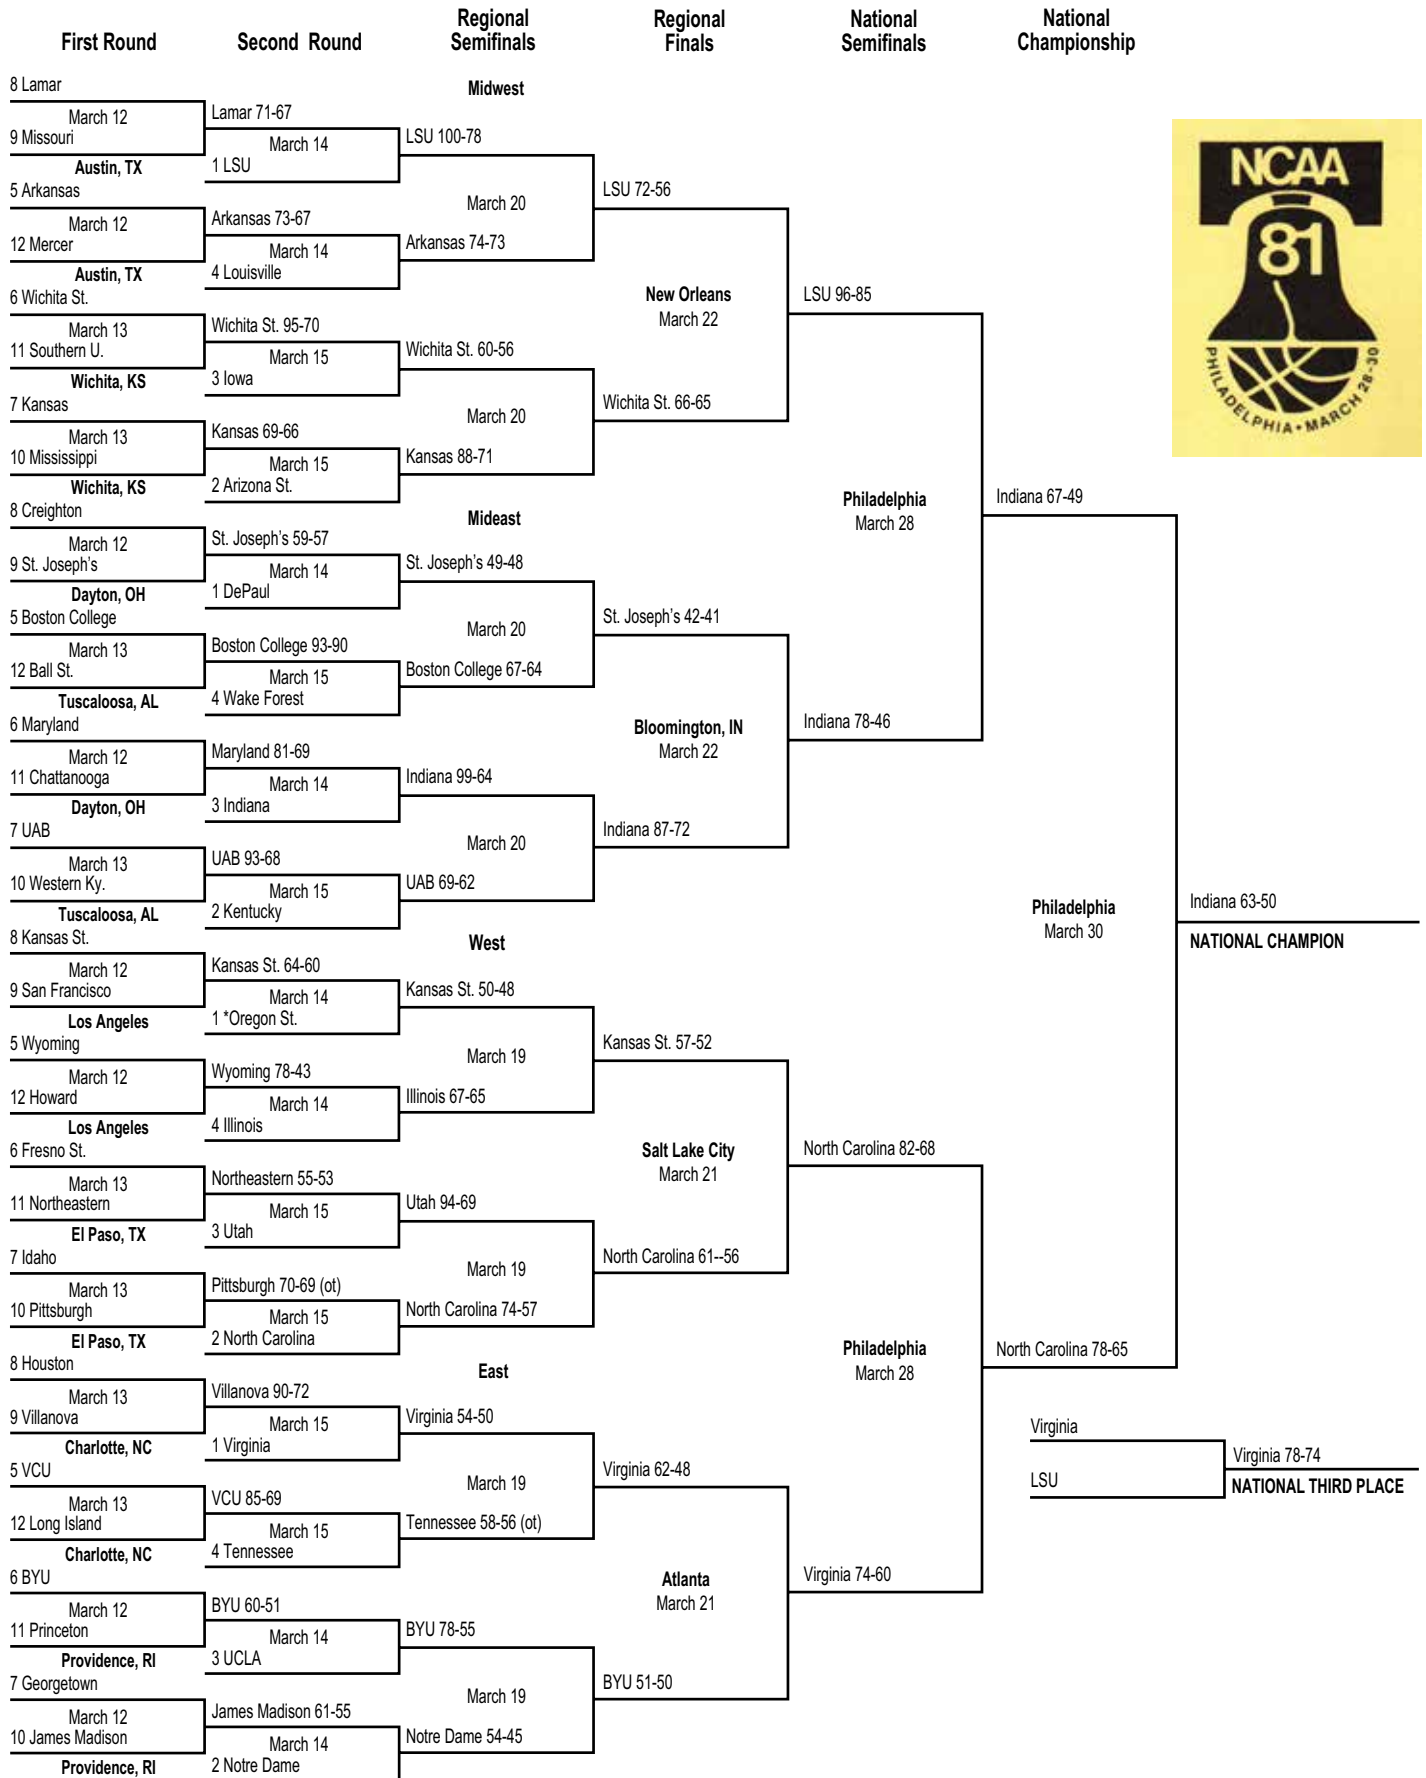 First Round
Second Round
Regional
Semifinals
Regional
Finals
National
Semifinals
National
Championship
8 Lamar
March 12
9 Missouri
Austin, TX
5 Arkansas
March 12
12 Mercer
Austin, TX
6 Wichita St.
March 13
11 Southern U.
Wichita, KS
7 Kansas
March 13
10 Mississippi
Wichita, KS
8 Creighton
March 12
9 St. Joseph's
Dayton, OH
5 Boston College
March 13
12 Ball St.
Tuscaloosa, AL
6 Maryland
March 12
11 Chattanooga
Dayton, OH
7 UAB
March 13
10 Western Ky.
Tuscaloosa, AL
8 Kansas St.
March 12
9 San Francisco
Los Angeles
5 Wyoming
March 12
12 Howard
Los Angeles
6 Fresno St.
March 13
11 Northeastern
El Paso, TX
7 Idaho
March 13
10 Pittsburgh
El Paso, TX
8 Houston
March 13
9 Villanova
Charlotte, NC
5 VCU
March 13
12 Long Island
Charlotte, NC
6 BYU
March 12
11 Princeton
Providence, RI
7 Georgetown
March 12
10 James Madison
Providence, RI
Lamar 71-67
March 14
1 LSU
Arkansas 73-67
March 14
4 Louisville
Wichita St. 95-70
March 15
3 Iowa
Kansas 69-66
March 15
2 Arizona St.
St. Joseph's 59-57
March 14
1 DePaul
Boston College 93-90
March 15
4 Wake Forest
Maryland 81-69
March 14
3 Indiana
UAB 93-68
March 15
2 Kentucky
Kansas St. 64-60
March 14
1 *Oregon St.
Wyoming 78-43
March 14
4 Illinois
Northeastern 55-53
March 15
3 Utah
Pittsburgh 70-69 (ot)
March 15
2 North Carolina
Villanova 90-72
March 15
1 Virginia
VCU 85-69
March 15
4 Tennessee
BYU 60-51
March 14
3 UCLA
James Madison 61-55
March 14
2 Notre Dame
Midwest
LSU 100-78
March 20
Arkansas 74-73
Wichita St. 60-56
March 20
Kansas 88-71
Mideast
St. Joseph's 49-48
March 20
Boston College 67-64
Indiana 99-64
March 20
UAB 69-62
West
Kansas St. 50-48
March 19
Illinois 67-65
Utah 94-69
March 19
North Carolina 74-57
East
Virginia 54-50
March 19
Tennessee 58-56 (ot)
BYU 78-55
March 19
Notre Dame 54-45
LSU 72-56
New Orleans
March 22
Wichita St. 66-65
St. Joseph's 42-41
Bloomington, IN
March 22
Indiana 87-72
Kansas St. 57-52
Salt Lake City
March 21
North Carolina 61--56
Virginia 62-48
Atlanta
March 21
BYU 51-50
LSU 96-85
Philadelphia
March 28
Indiana 78-46
North Carolina 82-68
Philadelphia
March 28
Virginia 74-60
Indiana 67-49
Philadelphia
March 30
North Carolina 78-65
Indiana 63-50
NATIONAL CHAMPION
Virginia
LSU
Virginia 78-74
NATIONAL THIRD PLACE
NCAA
81
PHILADELPHIA • MARCH 28-30